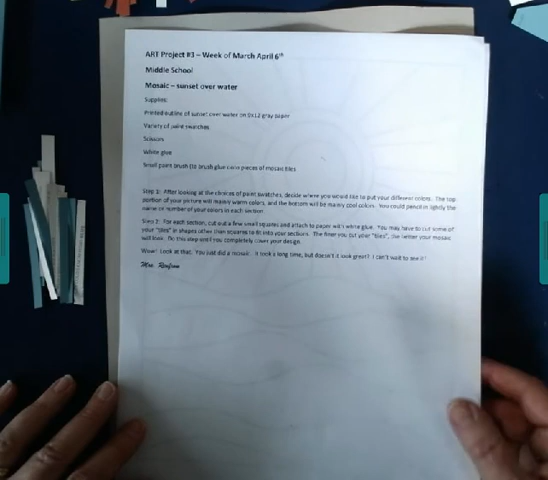 ART Project #3 – Week of March April 6th
Middle School
Mosaic – sunset over water
Supplies:
Printed outline of sunset over water on 9x12 gray paper
Variety of paint swatches
Scissors
White glue
Small paint brush (to brush glue onto pieces of mosaic tiles
Step 1: After looking at the choices of paint swatches, decide where you would like to put your different colors. The top
portion of your picture will mainly warm colors, and the bottom will be mainly cool colors. You could pencil in lightly the
name or number of your colors in each section
Step 2: For each section, cut out a few small squares and attach to paper with white glue. You may have to cut some of
your "tiles" in shapes other than squares to fit into your sections. The finer you cut your "tiles", the better your mosaic
will look. Do this step until you completely cover your design.
Wow! Look at that. You just did a mosaic. It took a long time, but doesn't it look great? I can't wait to see it!
Mrs.